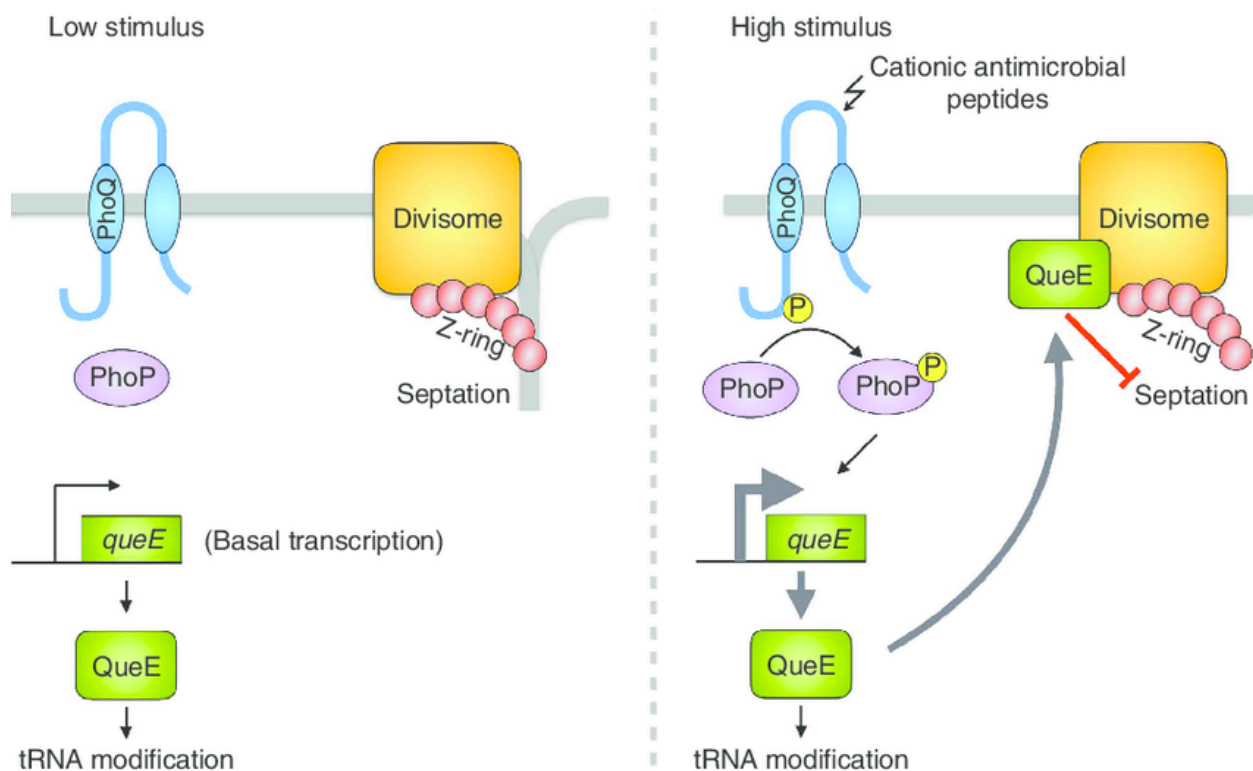 Low stimulus
PhoQ
Divisome
Z-ring
PhoP
Septation
queE
(Basal transcription)
QueE
tRNA modification
High stimulus
Cationic antimicrobial
peptides
PhoQ
Divisome
QueE
P
Z-ring
PhoP
PhoP
P
Septation
queE
QueE
tRNA modification